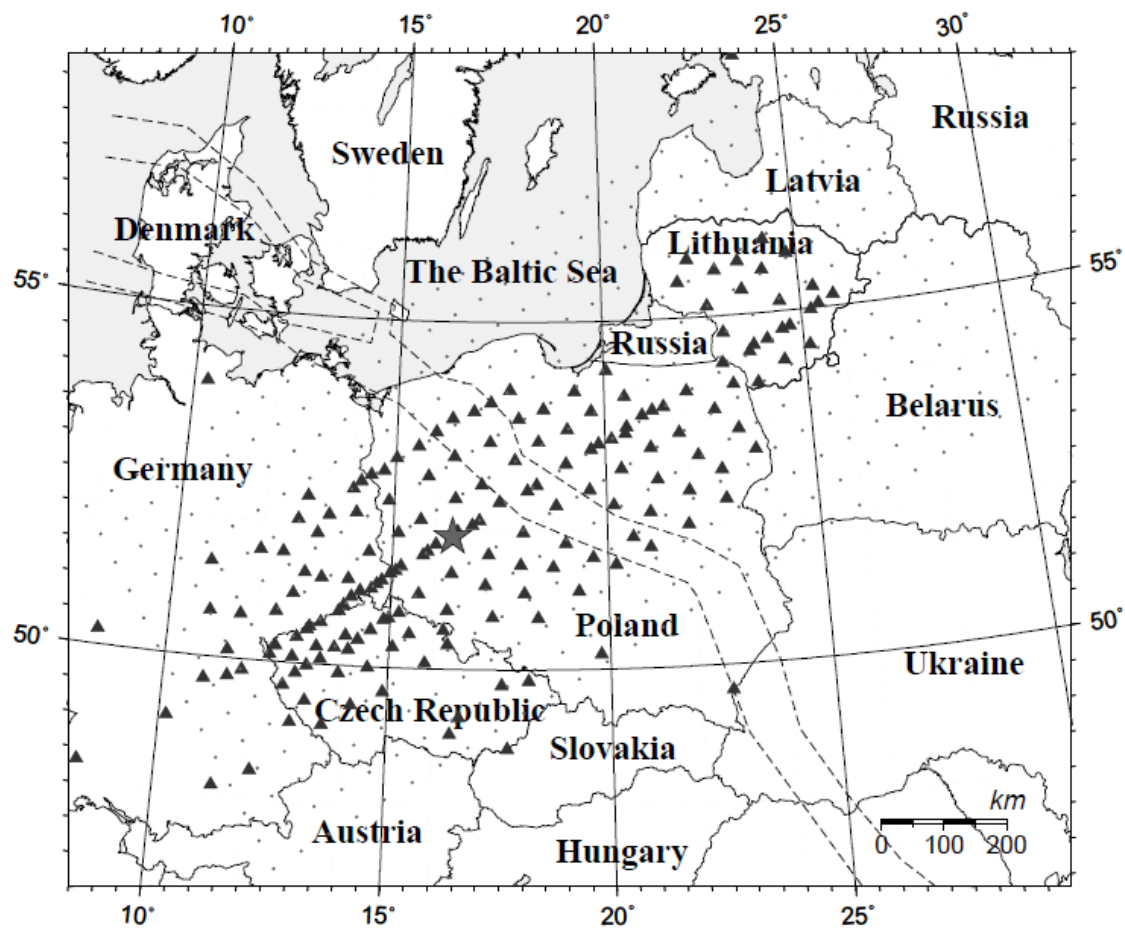 10° 15° 20° 25° 30°
Russia
Sweden
Latvia
Denmark
Lithuania
The Baltic Sea
55° 55°
Russia
Belarus
Germany
50° 50°
Poland
Ukraine
Czech Republic
Slovakia
km
Austria
0 100 200
Hungary
10° 15° 20° 25°